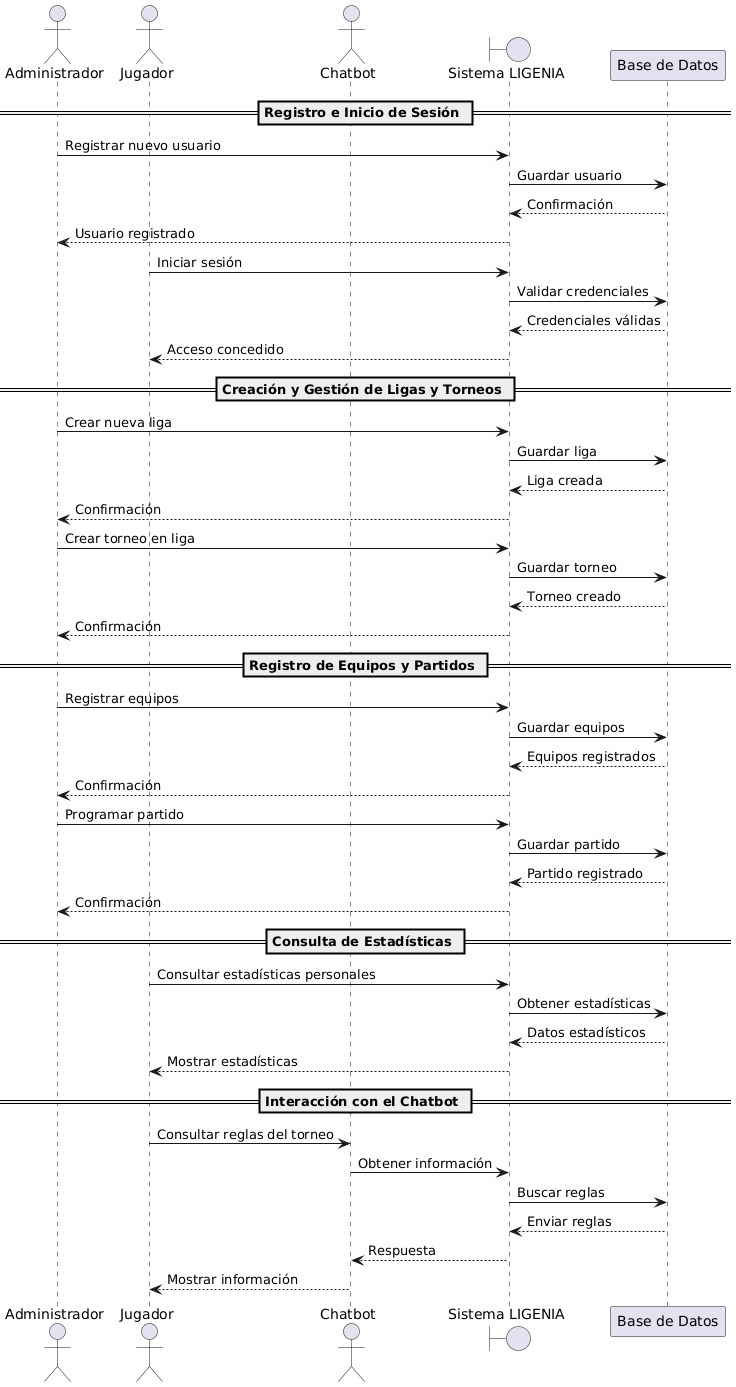 Administrador
Jugador
Chatbot
Sistema LIGENIA
Base de Datos
Registro e Inicio de Sesión
Registrar nuevo usuario
Guardar usuario
Confirmación
Usuario registrado
Iniciar sesión
Validar credenciales
Credenciales válidas
Acceso concedido
Creación y Gestión de Ligas y Torneos
Crear nueva liga
Guardar liga
Liga creada
Confirmación
Crear torneo en liga
Guardar torneo
Torneo creado
Confirmación
Registro de Equipos y Partidos
Registrar equipos
Guardar equipos
Equipos registrados
Confirmación
Programar partido
Guardar partido
Partido registrado
Confirmación
Consulta de Estadísticas
Consultar estadísticas personales
Obtener estadísticas
Datos estadísticos
Mostrar estadísticas
Interacción con el Chatbot
Consultar reglas del torneo
Obtener información
Buscar reglas
Enviar reglas
Respuesta
Mostrar información
Administrador
Jugador
Chatbot
Sistema LIGENIA
Base de Datos